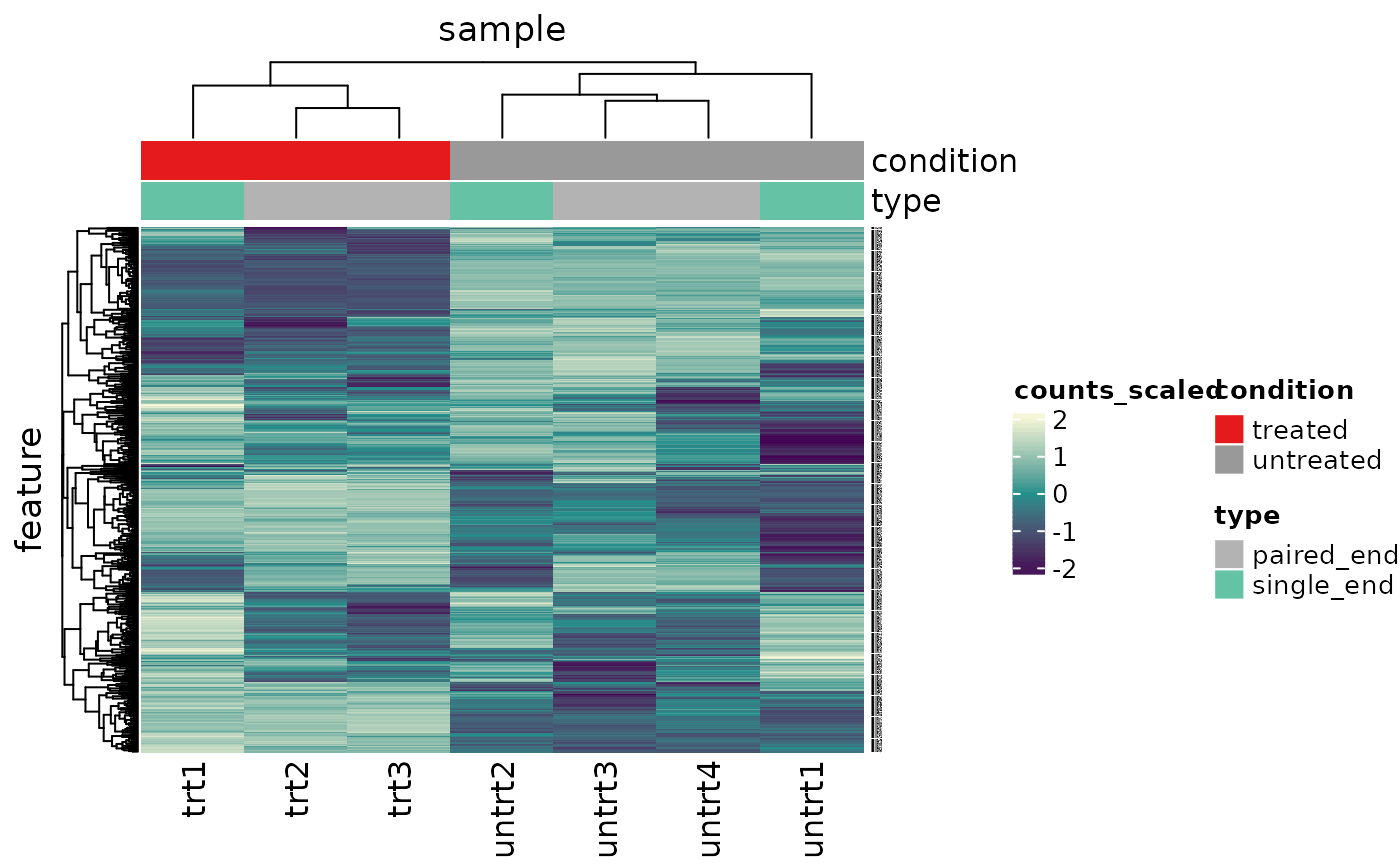 sample
condition
type
feature
trt1
trt2
trt3
untrt2
untrt3
untrt4
untrt1
counts_scaled
2
1
0
-1
-2
condition
treated
untreated
type
paired_end
single_end